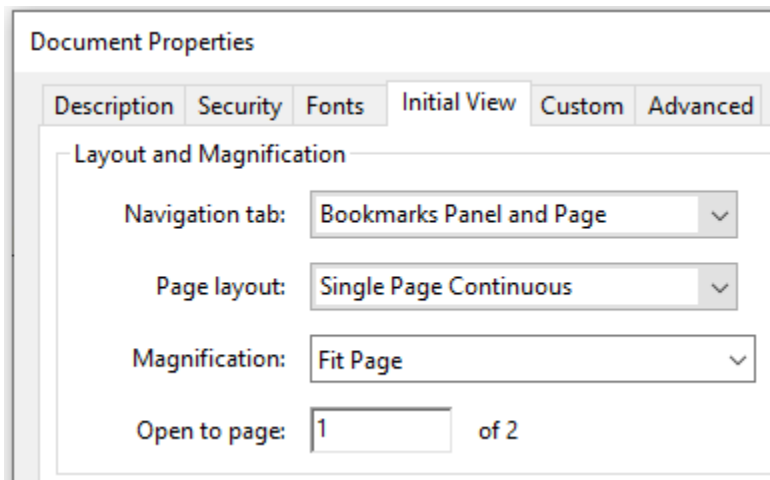 Document Properties
Description Security Fonts Initial View Custom Advanced
Layout and Magnification
Navigation tab: Bookmarks Panel and Page
Page layout: Single Page Continuous
Magnification: Fit Page
Open to page: 1 of 2